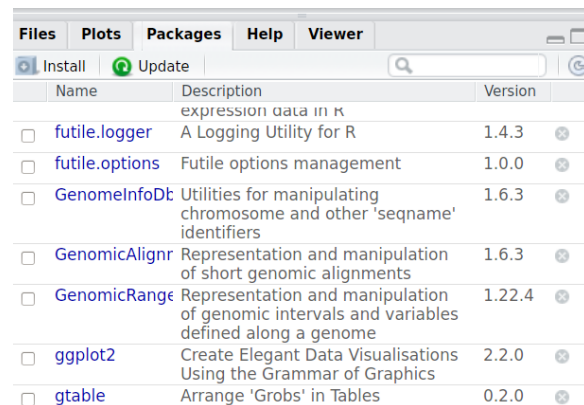 Files Plots Packages Help Viewer
Install Update
Name Description Version
expression data in R
futile.logger A Logging Utility for R 1.4.3
futile.options Futile options management 1.0.0
GenomeInfoDb Utilities for manipulating 1.6.3
chromosome and other 'seqname'
identifiers
GenomicAlignm Representation and manipulation 1.6.3
of short genomic alignments
GenomicRange Representation and manipulation 1.22.4
of genomic intervals and variables
defined along a genome
ggplot2 Create Elegant Data Visualisations 2.2.0
Using the Grammar of Graphics
gtable Arrange 'Grobs' in Tables 0.2.0